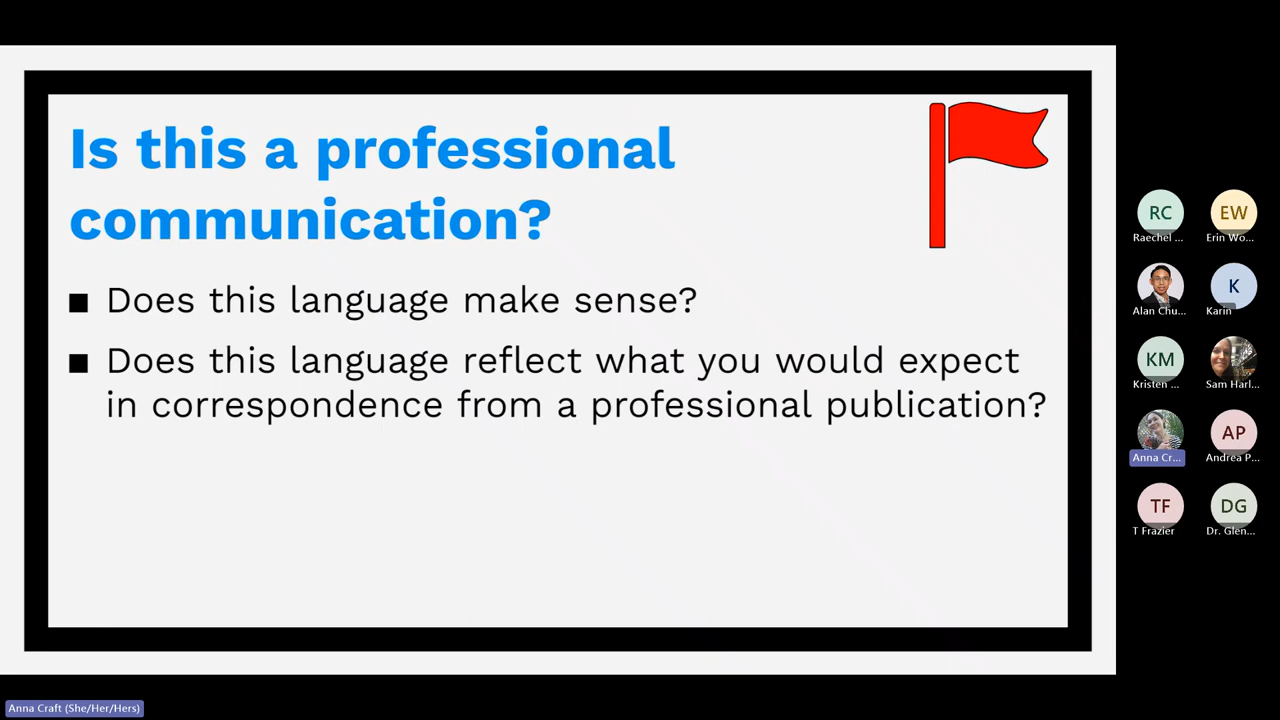 Is this a professional
communication?
■ Does this language make sense?
■ Does this language reflect what you would expect
in correspondence from a professional publication?
RC
Raechel ...
EW
Erin Wo...
Alan Chu...
K
Karin
KM
Kristen ...
Sam Harl...
Anna Cr...
AP
Andrea P...
TF
T Frazier
DG
Dr. Glen...
Anna Craft (She/Her/Hers)